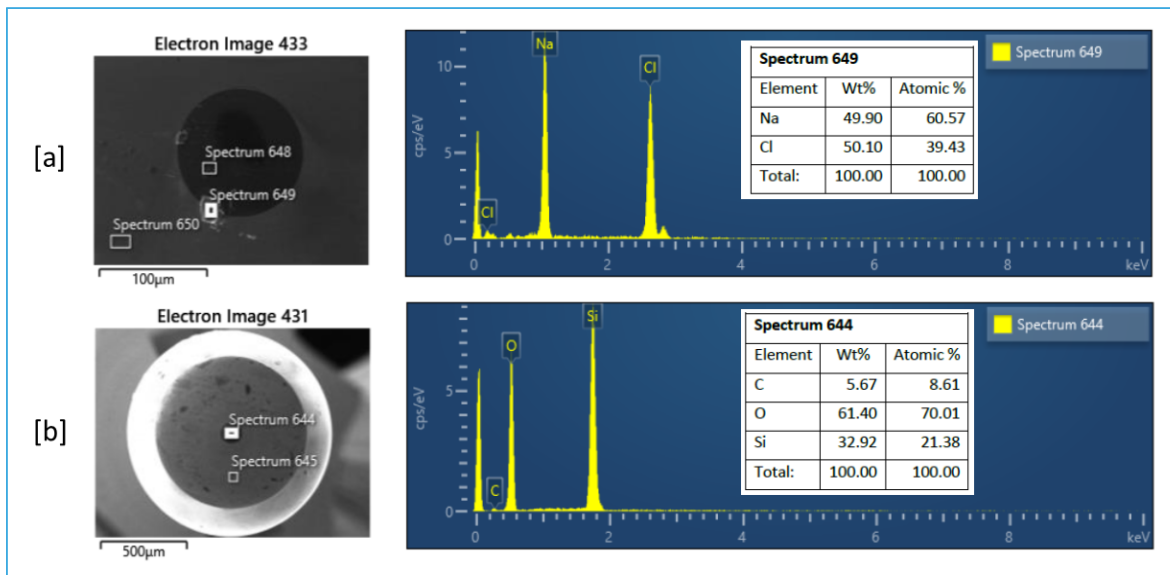 [a]
Electron Image 433
Spectrum 648
Spectrum 649
Spectrum 650
100µm
cps/eV
10
5
0
Na
Cl
Cl
0 2 4 6 8 keV
Spectrum 649
Element Wt% Atomic %
Na 49.90 60.57
Cl 50.10 39.43
Total: 100.00 100.00
Spectrum 649
[b]
Electron Image 431
Spectrum 644
Spectrum 645
500µm
cps/eV
5
0
C
O
Si
0 2 4 6 8 keV
Spectrum 644
Element Wt% Atomic %
C 5.67 8.61
O 61.40 70.01
Si 32.92 21.38
Total: 100.00 100.00
Spectrum 644